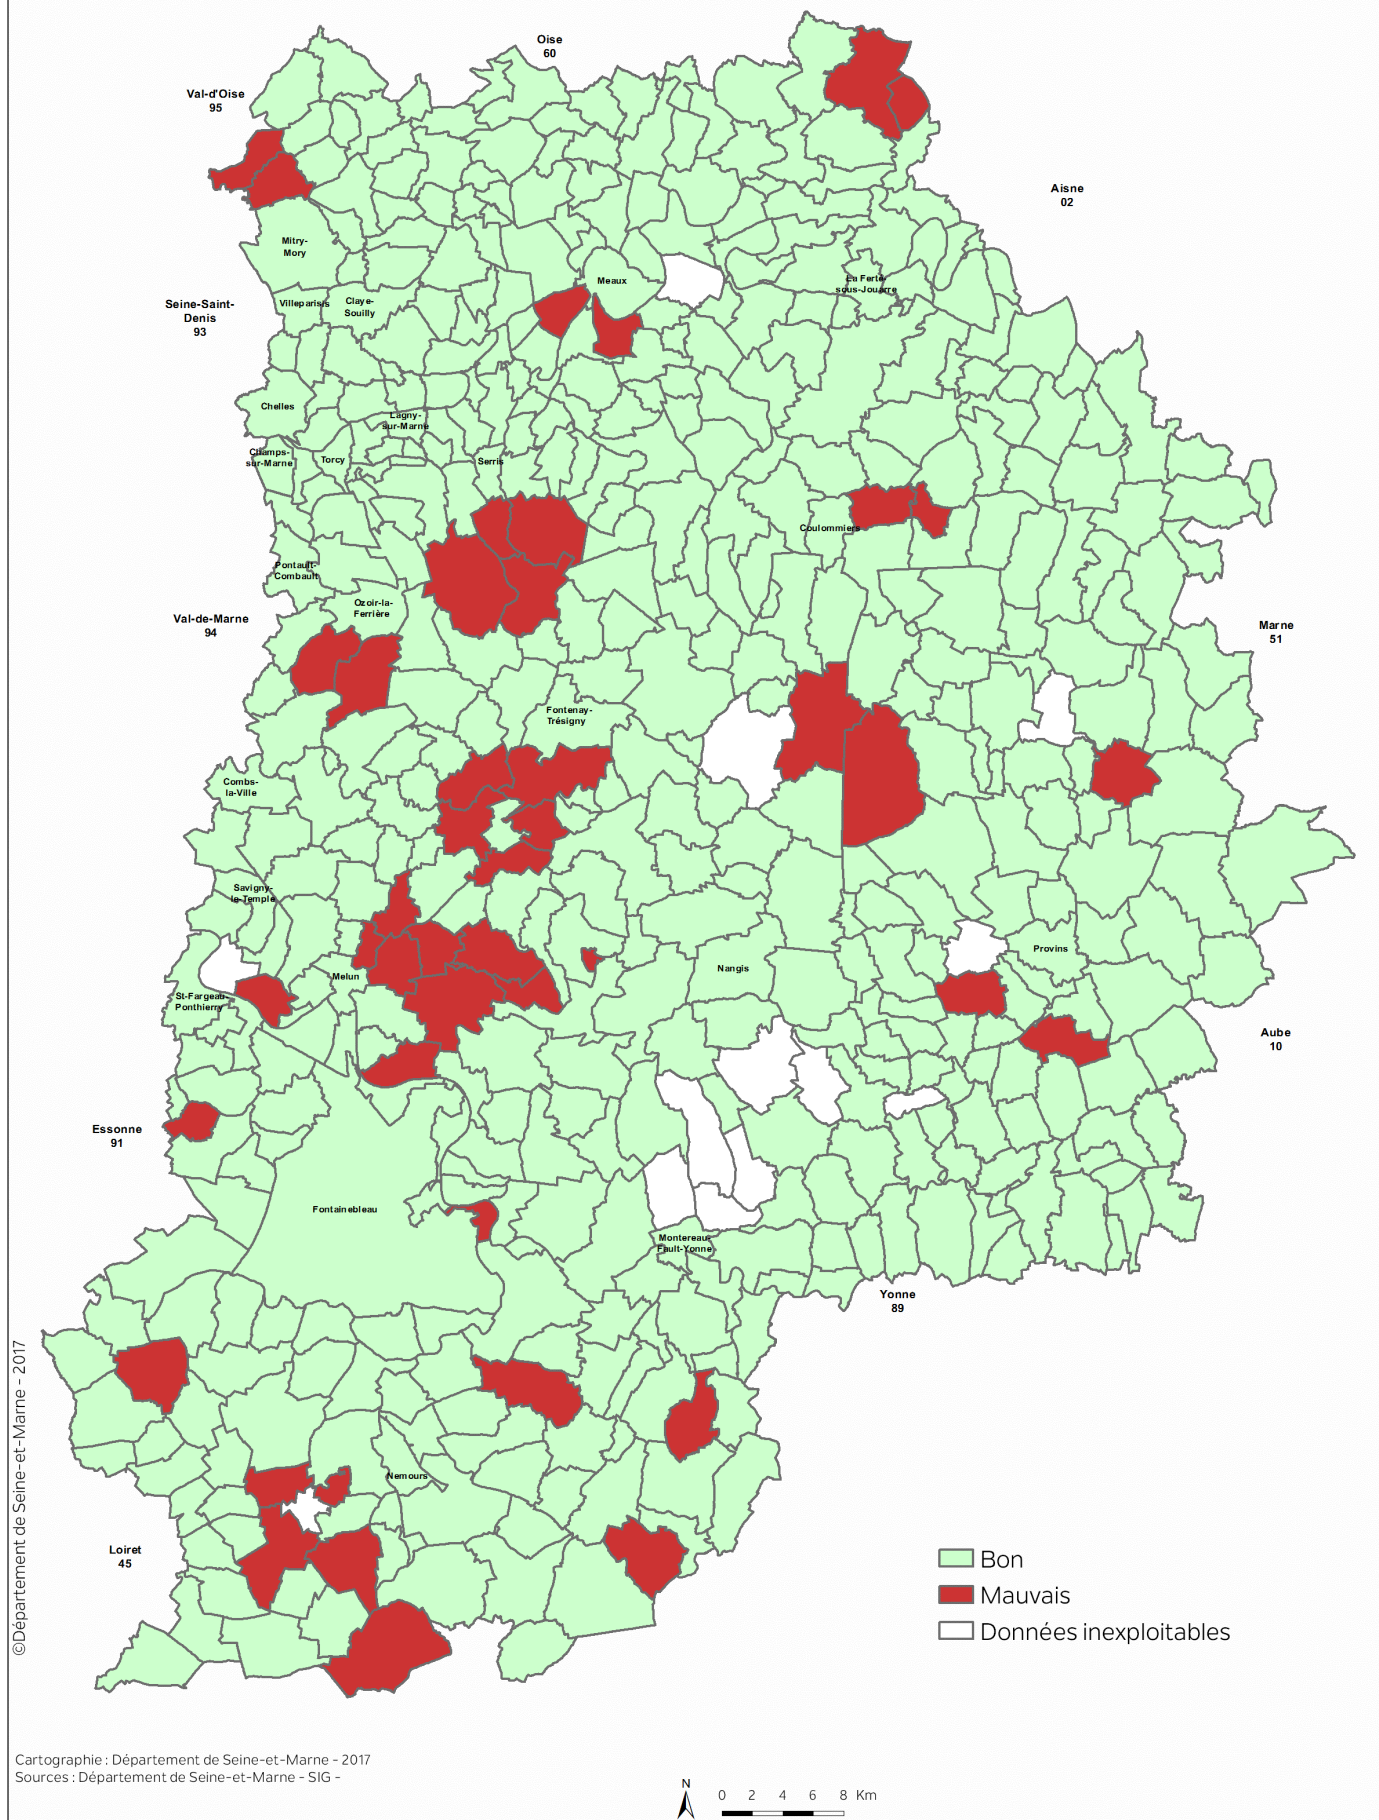 Oise
60
Val-d'Oise
95
Aisne
02
Mitry-
Mory
Meaux
La Ferté-
sous-Jouarre
Seine-Saint-
Denis
93
Villeparisis
Claye-
Souilly
Chelles
Lagny-
sur-Marne
Champs-
sur-Marne
Torcy
Serris
Coulommiers
Pontault-
Combault
Ozoir-la-
Ferrière
Val-de-Marne
94
Marne
51
Fontenay-
Trésigny
Combs-
la-Ville
Savigny-
le-Temple
Provins
Nangis
Melun
St-Fargeau-
Ponthierry
Aube
10
Essonne
91
Fontainebleau
Montereau-
Fault-Yonne
Yonne
89
Nemours
Loiret
45
Bon
Mauvais
Données inexploitables
©Département de Seine-et-Marne - 2017
Cartographie : Département de Seine-et-Marne - 2017
Sources : Département de Seine-et-Marne - SIG -
N
0 2 4 6 8 Km